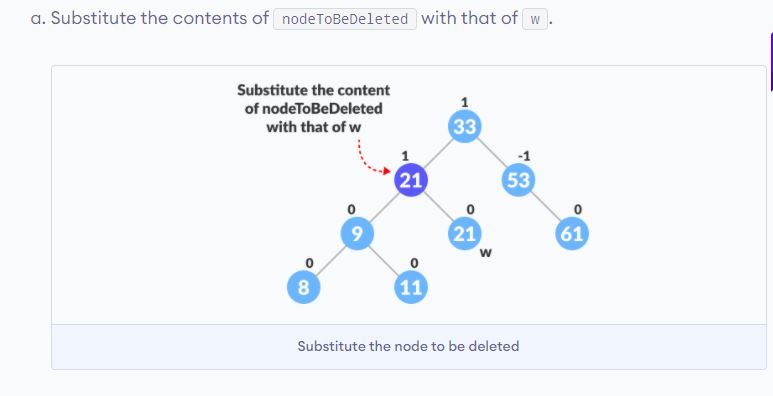 a. Substitute the contents of nodeToBeDeleted with that of w.
Substitute the content
of nodeToBeDeleted
with that of w
1
33
1
21
-1
53
0
9
0
21
w
0
61
0
8
0
11
Substitute the node to be deleted